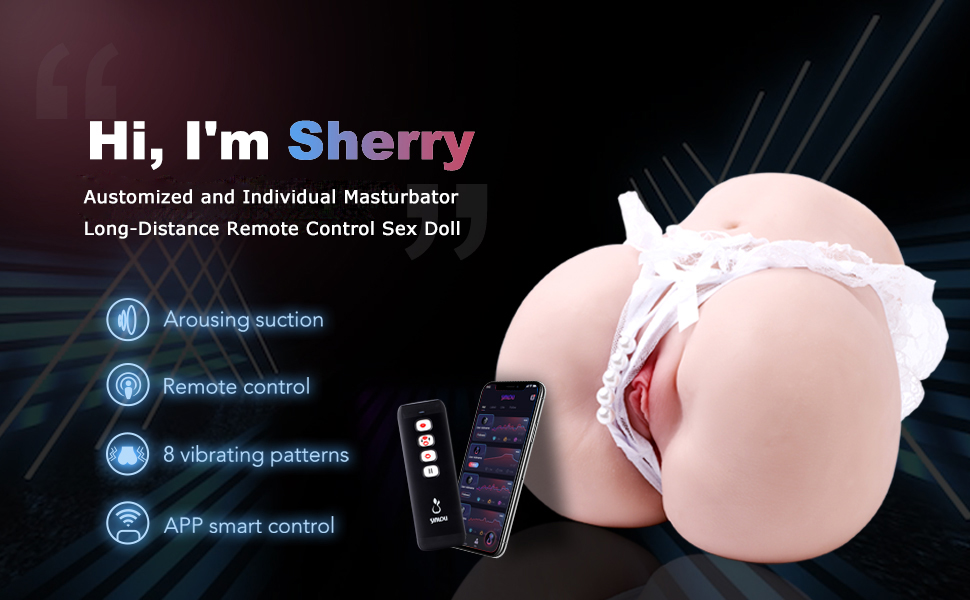 Hi, I'm Sherry
Austomized and Individual Masturbator
Long-Distance Remote Control Sex Doll
Arousing suction
Remote control
8 vibrating patterns
APP smart control